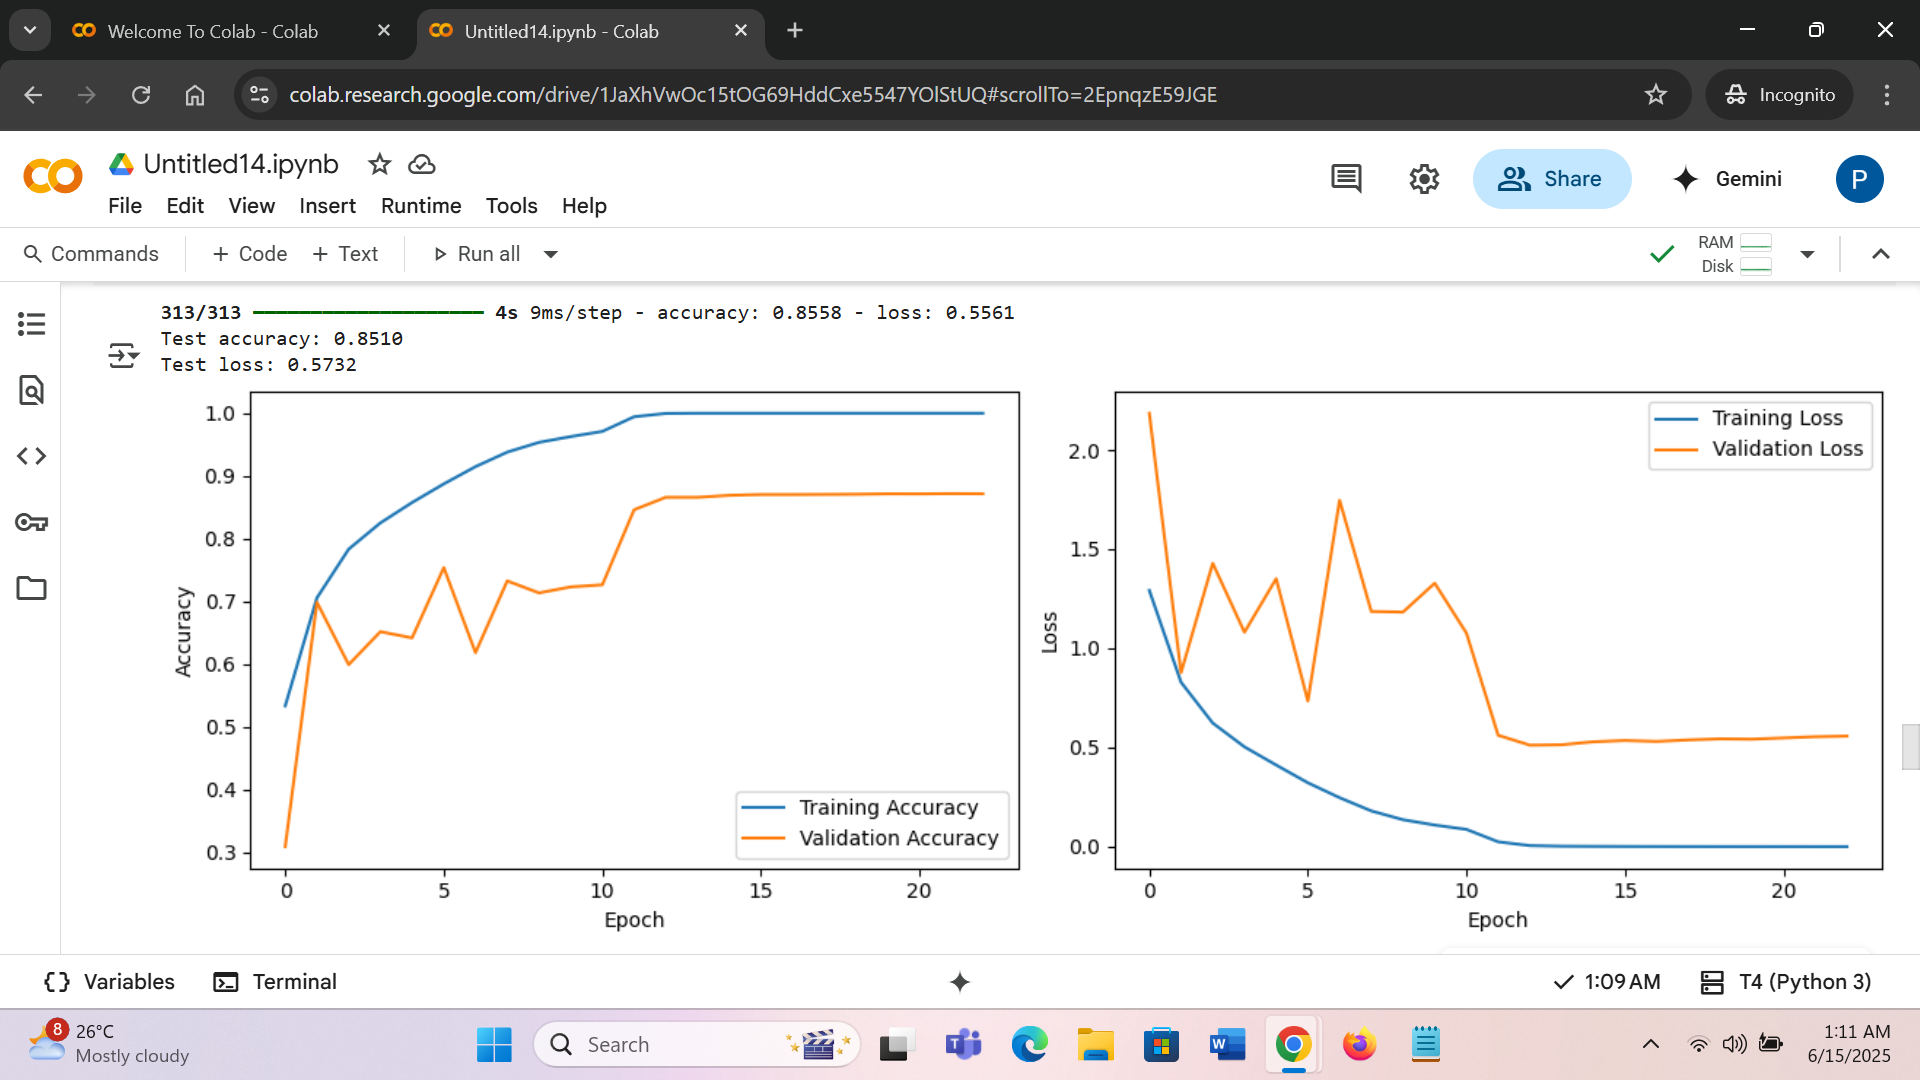 Welcome To Colab - Colab
Untitled14.ipynb - Colab
colab.research.google.com/drive/1JaXhVwOc15tOG69HddCxe5547YOlStUQ#scrollTo=2EpnqzE59JGE
Incognito
Untitled14.ipynb
File Edit View Insert Runtime Tools Help
Share
Gemini
P
Commands
+ Code + Text
Run all
RAM
Disk
313/313 ━━━━━━━━━━━━━━━━━━━━ 4s 9ms/step - accuracy: 0.8558 - loss: 0.5561
Test accuracy: 0.8510
Test loss: 0.5732
1.0
0.9
0.8
0.7
0.6
0.5
0.4
0.3
Accuracy
Training Accuracy
Validation Accuracy
0 5 10 15 20
Epoch
2.0
1.5
1.0
0.5
0.0
Loss
Training Loss
Validation Loss
0 5 10 15 20
Epoch
Variables
Terminal
1:09 AM
T4 (Python 3)
8
26°C
Mostly cloudy
Search
1:11 AM
6/15/2025